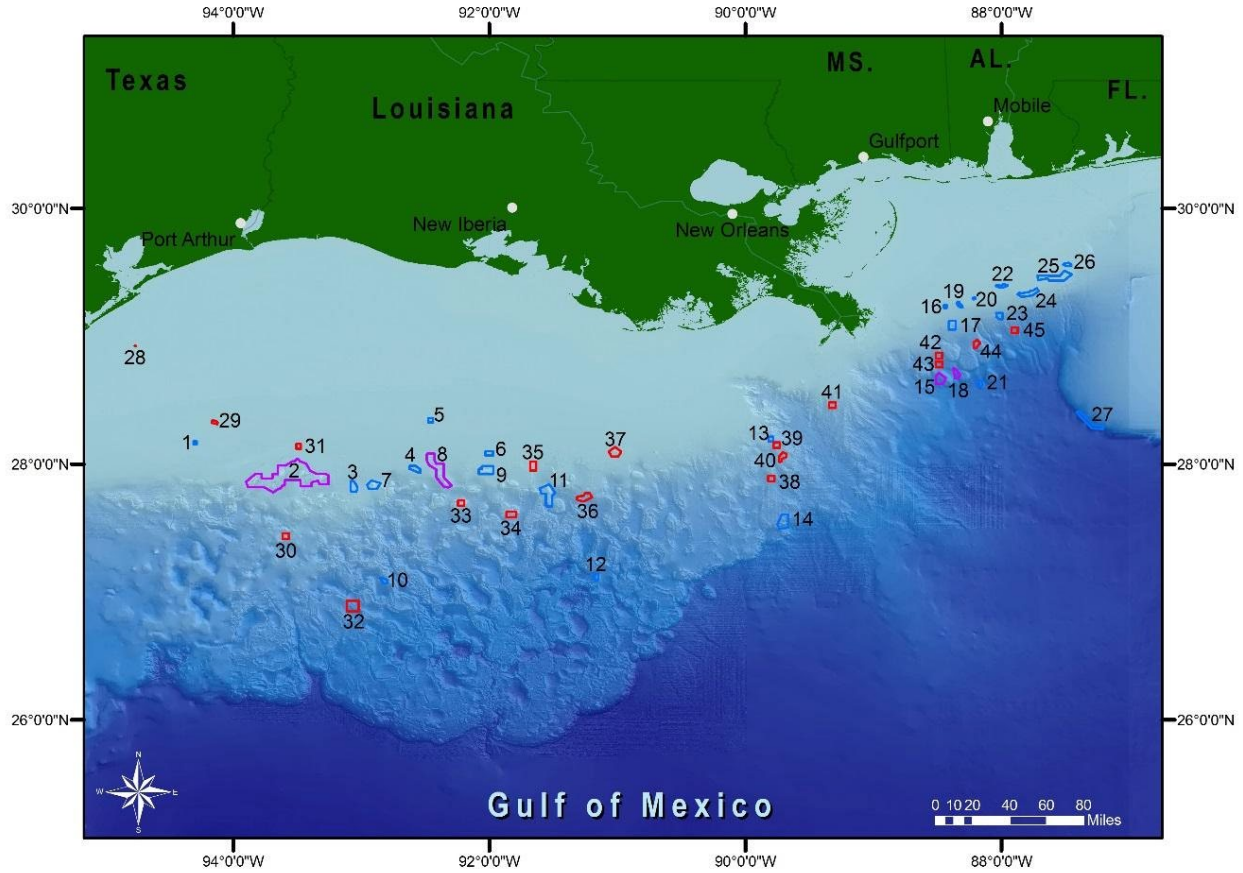 94°0'0"W 92°0'0"W 90°0'0"W 88°0'0"W
Texas
Louisiana
MS.
AL.
FL.
Mobile
Gulfport
30°0'0"N
30°0'0"N
Port Arthur
New Iberia
New Orleans
26
25
22
24
20
19
16
23
17
45
44
42
43
15
18
21
28
41
27
29
5
1
31
13
39
37
6
35
40
28°0'0"N
28°0'0"N
2
4
8
9
3
7
11
38
33
34
36
14
30
12
10
32
26°0'0"N
26°0'0"N
N
W
E
S
Gulf of Mexico
0 10 20 40 60 80
Miles
94°0'0"W 92°0'0"W 90°0'0"W 88°0'0"W